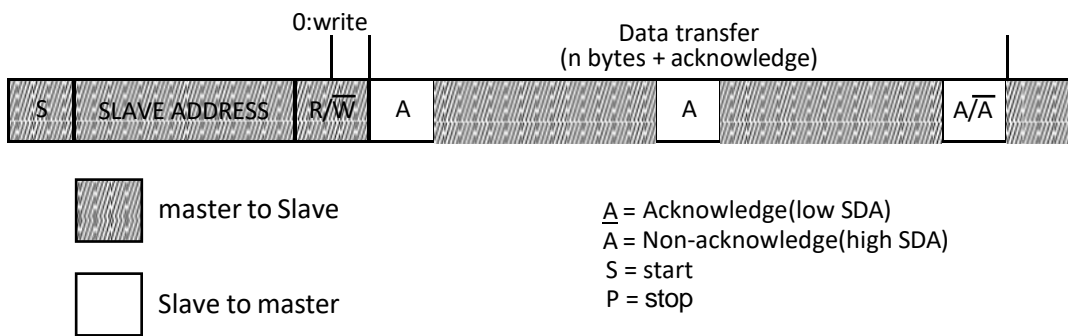 0:write
Data transfer
(n bytes + acknowledge)
S SLAVE ADDRESS R/W̅ A A A/A̅
master to Slave
Slave to master
A = Acknowledge(low SDA)
A̅ = Non-acknowledge(high SDA)
S = start
P = stop